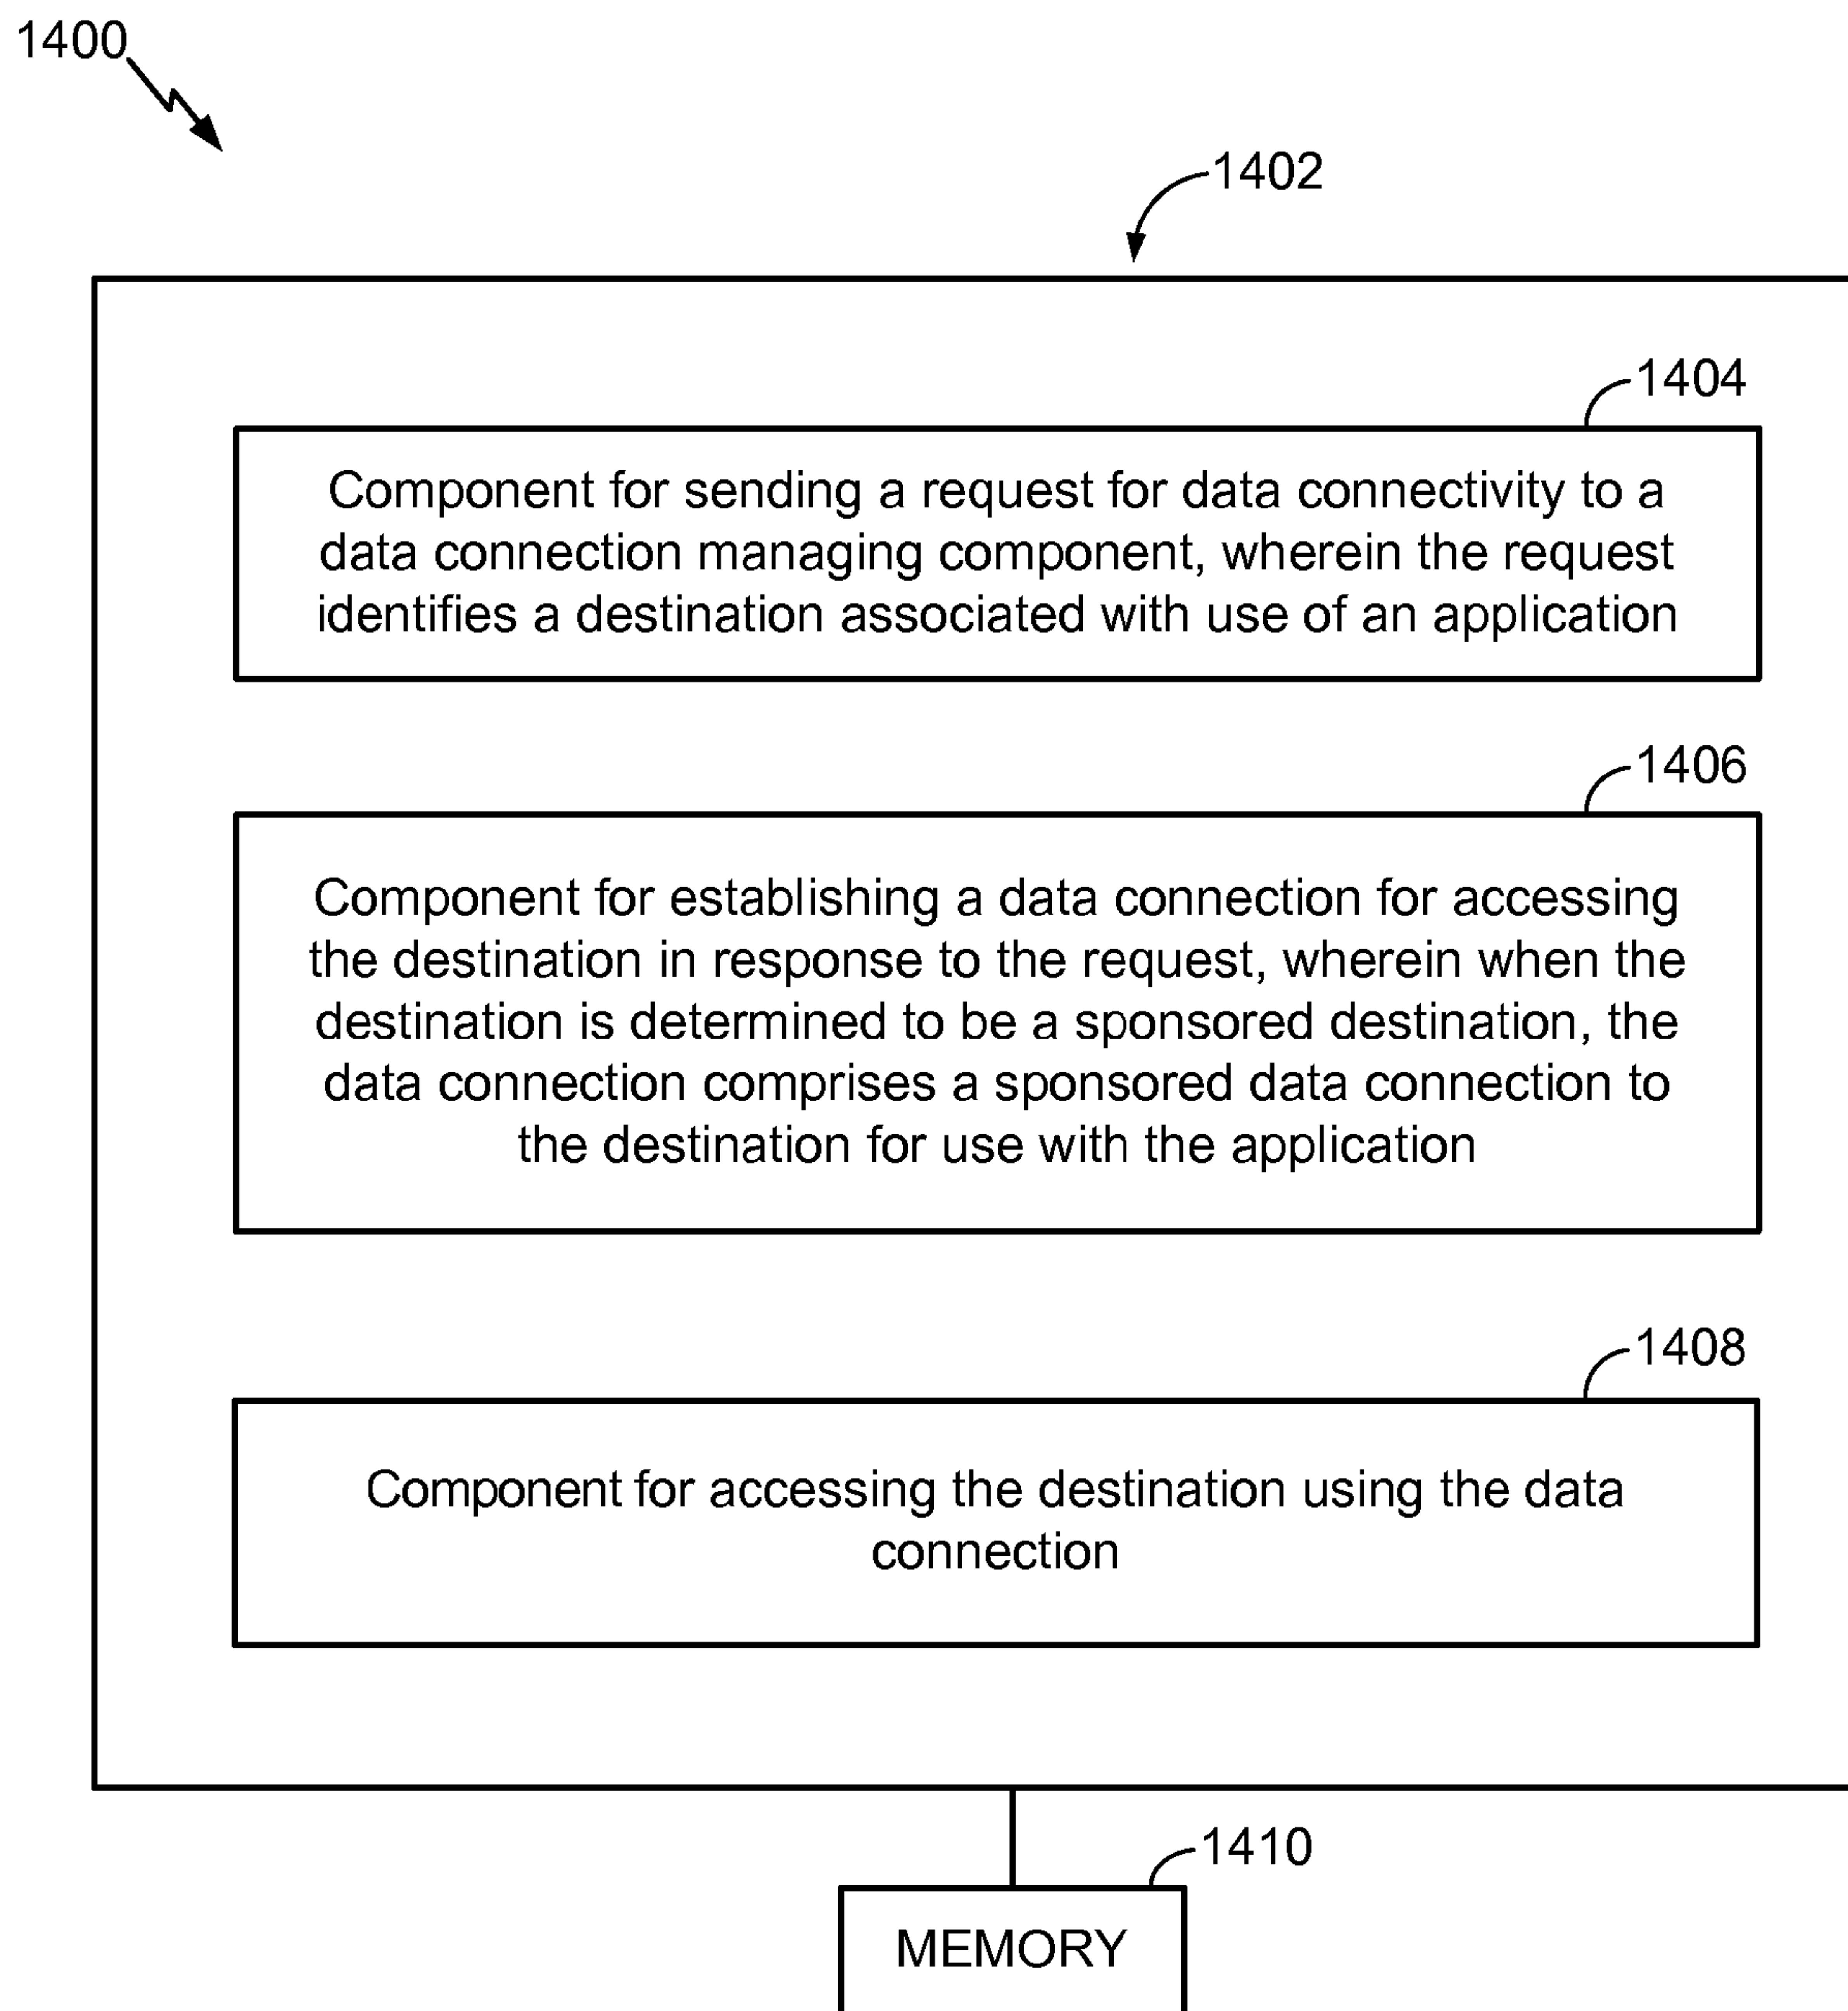 1400
1402
1404
Component for sending a request for data connectivity to a
data connection managing component, wherein the request
identifies a destination associated with use of an application
1406
Component for establishing a data connection for accessing
the destination in response to the request, wherein when the
destination is determined to be a sponsored destination, the
data connection comprises a sponsored data connection to
the destination for use with the application
1408
Component for accessing the destination using the data
connection
1410
MEMORY